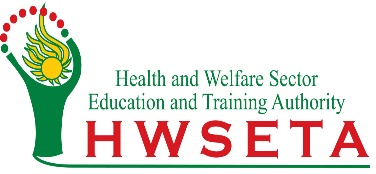 Health and Welfare Sector
Education and Training Authority
HWSETA